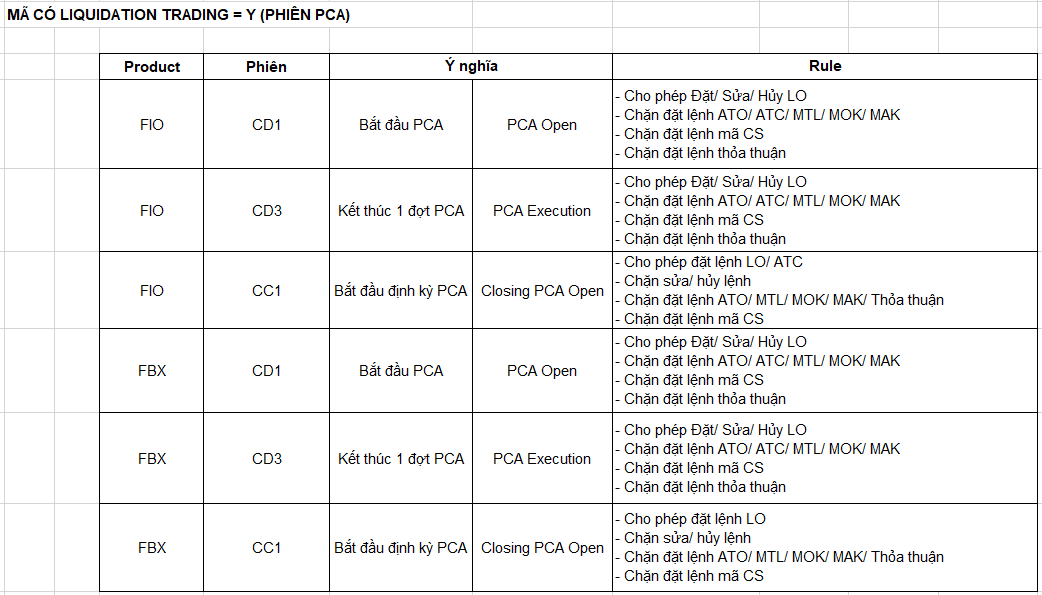 MÃ CÓ LIQUIDATION TRADING = Y (PHIÊN PCA)
Product Phiên Ý nghĩa Rule
FIO CD1 Bắt đầu PCA PCA Open
- Cho phép Đặt/ Sửa/ Hủy LO
- Chặn đặt lệnh ATO/ ATC/ MTL/ MOK/ MAK
- Chặn đặt lệnh mã CS
- Chặn đặt lệnh thỏa thuận
FIO CD3 Kết thúc 1 đợt PCA PCA Execution
- Cho phép Đặt/ Sửa/ Hủy LO
- Chặn đặt lệnh ATO/ ATC/ MTL/ MOK/ MAK
- Chặn đặt lệnh mã CS
- Chặn đặt lệnh thỏa thuận
FIO CC1 Bắt đầu định kỳ PCA Closing PCA Open
- Cho phép đặt lệnh LO/ ATC
- Chặn sửa/ hủy lệnh
- Chặn đặt lệnh ATO/ MTL/ MOK/ MAK/ Thỏa thuận
- Chặn đặt lệnh mã CS
FBX CD1 Bắt đầu PCA PCA Open
- Cho phép Đặt/ Sửa/ Hủy LO
- Chặn đặt lệnh ATO/ ATC/ MTL/ MOK/ MAK
- Chặn đặt lệnh mã CS
- Chặn đặt lệnh thỏa thuận
FBX CD3 Kết thúc 1 đợt PCA PCA Execution
- Cho phép Đặt/ Sửa/ Hủy LO
- Chặn đặt lệnh ATO/ ATC/ MTL/ MOK/ MAK
- Chặn đặt lệnh mã CS
- Chặn đặt lệnh thỏa thuận
FBX CC1 Bắt đầu định kỳ PCA Closing PCA Open
- Cho phép đặt lệnh LO
- Chặn sửa/ hủy lệnh
- Chặn đặt lệnh ATO/ MTL/ MOK/ MAK/ Thỏa thuận
- Chặn đặt lệnh mã CS